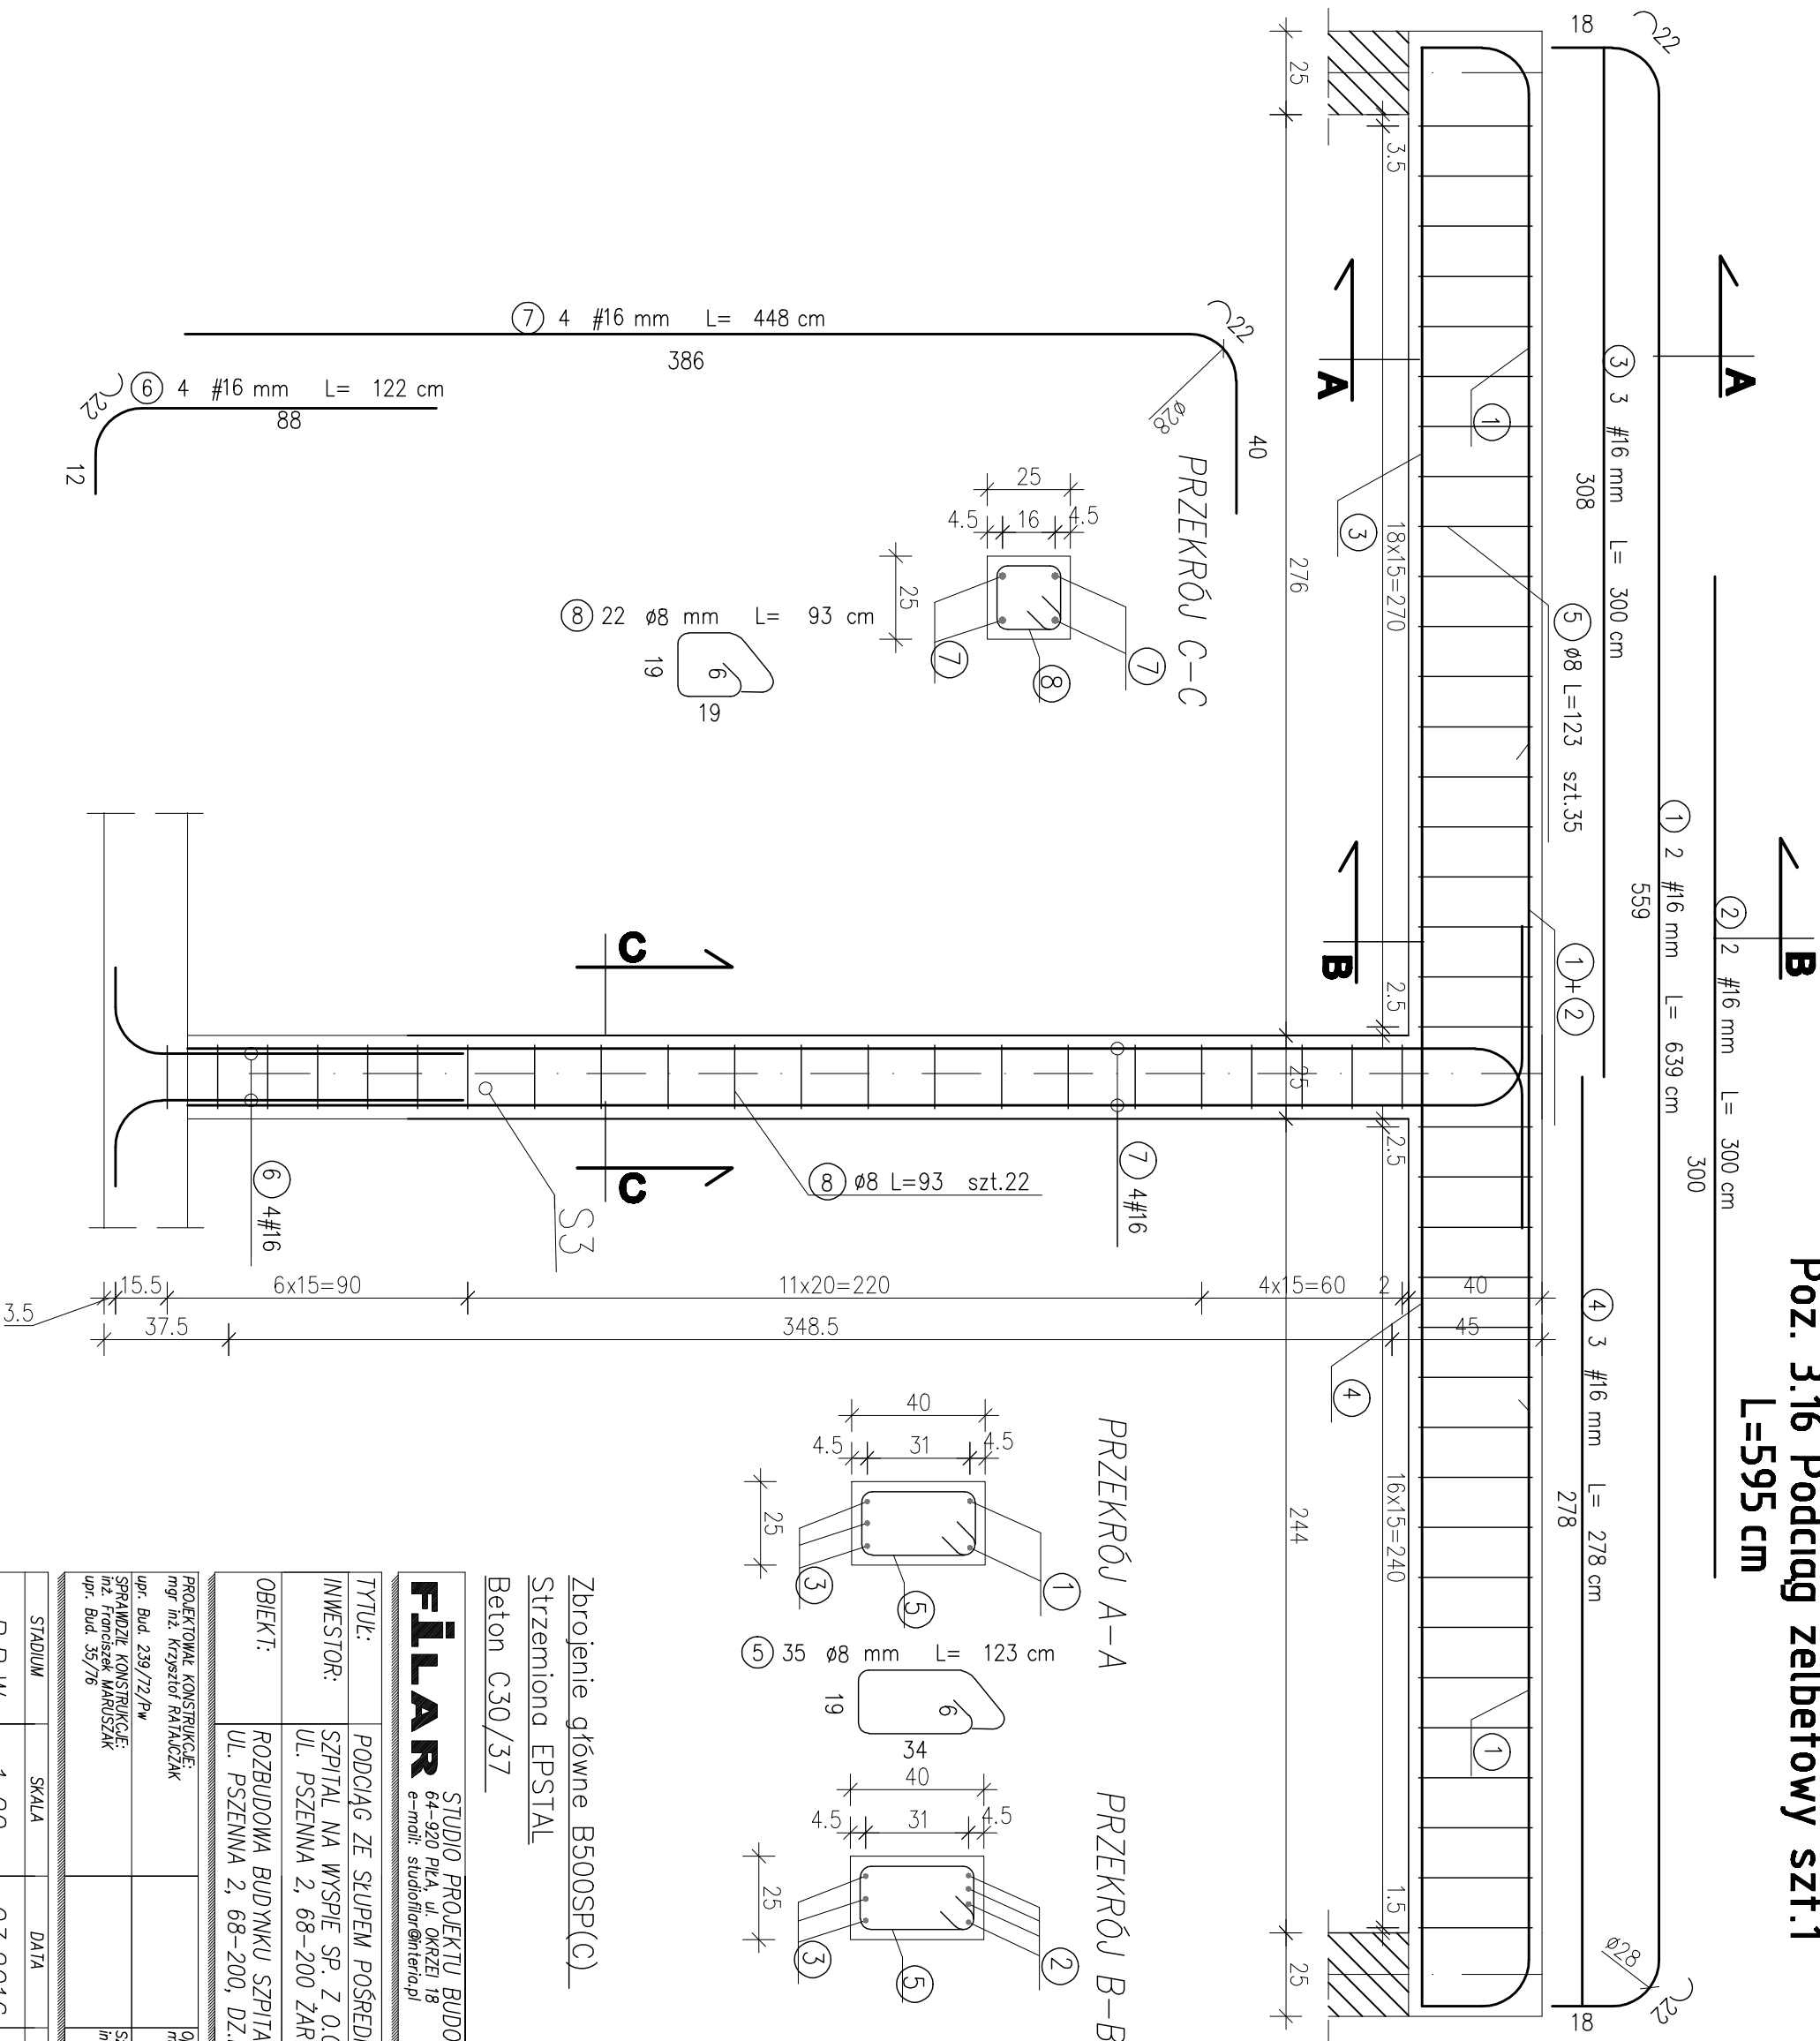 Poz. 3.16 Podciąg żelbetowy szt.1
L=595 cm
B
2 2 #16 mm L= 300 cm
300
A
1 2 #16 mm L= 639 cm
559
22
18
3 3 #16 mm L= 300 cm
308
4 3 #16 mm L= 278 cm
278
ø28
22
18
5 ø8 L=123 szt.35
1 + 2
1
1
3
4
A
B
3.5
18x15=270
2.5
2.5
16x15=240
1.5
25
276
25
244
25
7 4 #16 mm L= 448 cm
386
22
ø28
40
6 4 #16 mm L= 122 cm
88
22
12
PRZEKRÓJ C-C
25
4.5 16 4.5
25
7
7
8
8 22 ø8 mm L= 93 cm
19
6
19
C
C
7 4#16
8 ø8 L=93 szt.22
S3
6 4#16
3.5
15.5
6x15=90
11x20=220
4x15=60
2
40
37.5
348.5
45
PRZEKRÓJ A-A
40
4.5 31 4.5
25
1
3
5
5 35 ø8 mm L= 123 cm
19
6
34
PRZEKRÓJ B-B
40
4.5 31 4.5
25
2
3
5
Zbrojenie główne B500SP(C)
Strzemiona EPSTAL
Beton C30/37
FiLAR
STUDIO PROJEKTU BUDO
64-920 PIŁA, ul. OKRZEI 18
e-mail: studiofilar@interia.pl
TYTUŁ: PODCIĄG ZE SŁUPEM POŚREDN
INWESTOR: SZPITAL NA WYSPIE SP. Z O.O
UL. PSZENNA 2, 68-200 ŻAR
OBIEKT: ROZBUDOWA BUDYNKU SZPITA
UL. PSZENNA 2, 68-200, DZ.
PROJEKTOWAŁ KONSTRUKCJE:
mgr inż. Krzysztof RATAJCZAK
upr. Bud. 239/72/Pw
SPRAWDZIŁ KONSTRUKCJE:
inż. Franciszek MARUSZAK
upr. Bud. 35/76
STADIUM SKALA DATA